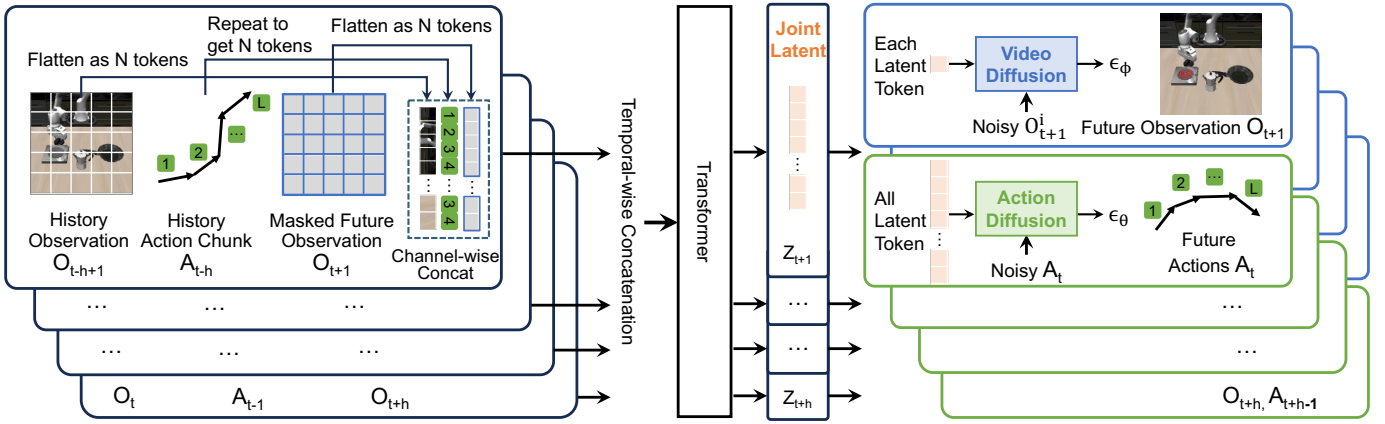 Flatten as N tokens
Repeat to
get N tokens
Flatten as N tokens
1
2
...
L
1
2
3
4
3
4
History
Observation
O_{t-h+1}
History
Action Chunk
A_{t-h}
Masked Future
Observation
O_{t+1}
Channel-wise
Concat
... ... ...
... ... ...
O_t A_{t-1} O_{t+h}
Temporal-wise Concatenation
Transformer
Joint
Latent
Z_{t+1}
...
...
Z_{t+h}
Each
Latent
Token
Video
Diffusion
ϵ_ϕ
Noisy O^i_{t+1}
Future Observation O_{t+1}
All
Latent
Token
Action
Diffusion
ϵ_θ
Noisy A_t
1
2
...
L
Future
Actions A_t
...
...
O_{t+h}, A_{t+h-1}